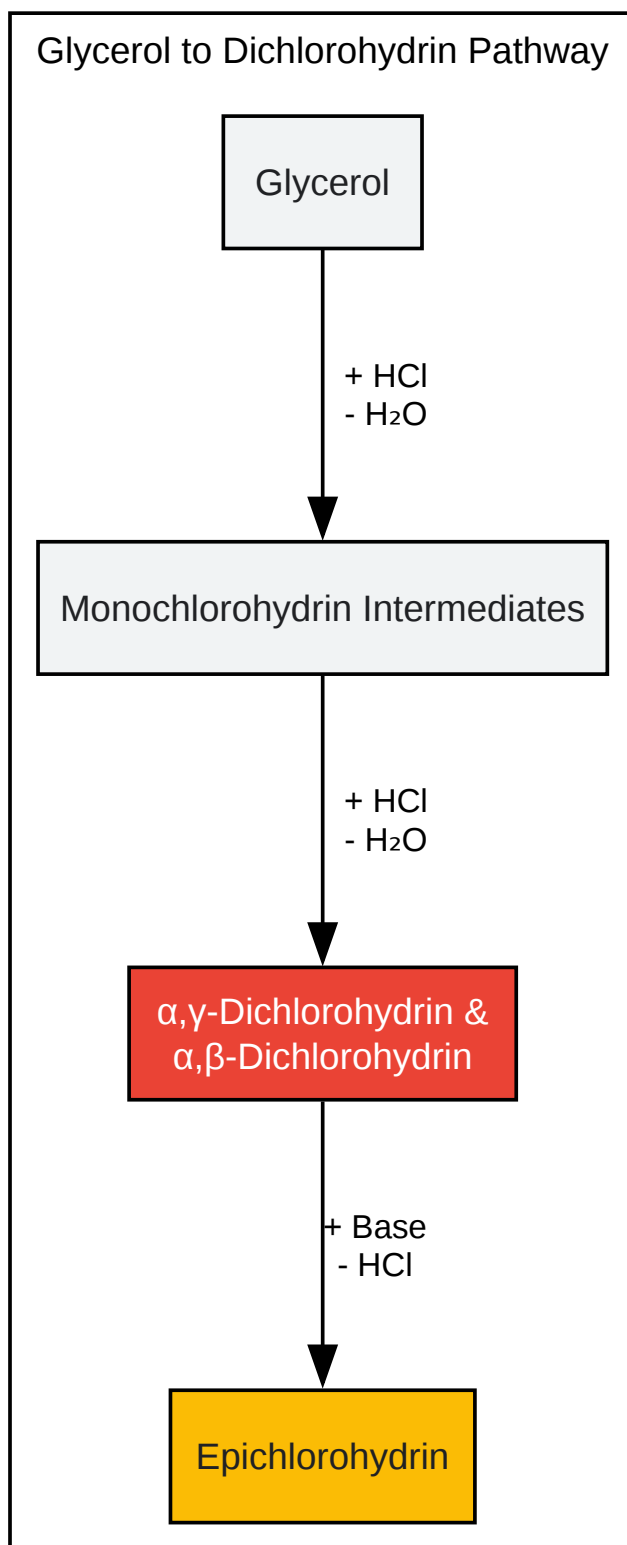 Glycerol to Dichlorohydrin Pathway
Glycerol
+ HCl
- H₂O
Monochlorohydrin Intermediates
+ HCl
- H₂O
α,γ-Dichlorohydrin &
α,β-Dichlorohydrin
+ Base
- HCl
Epichlorohydrin